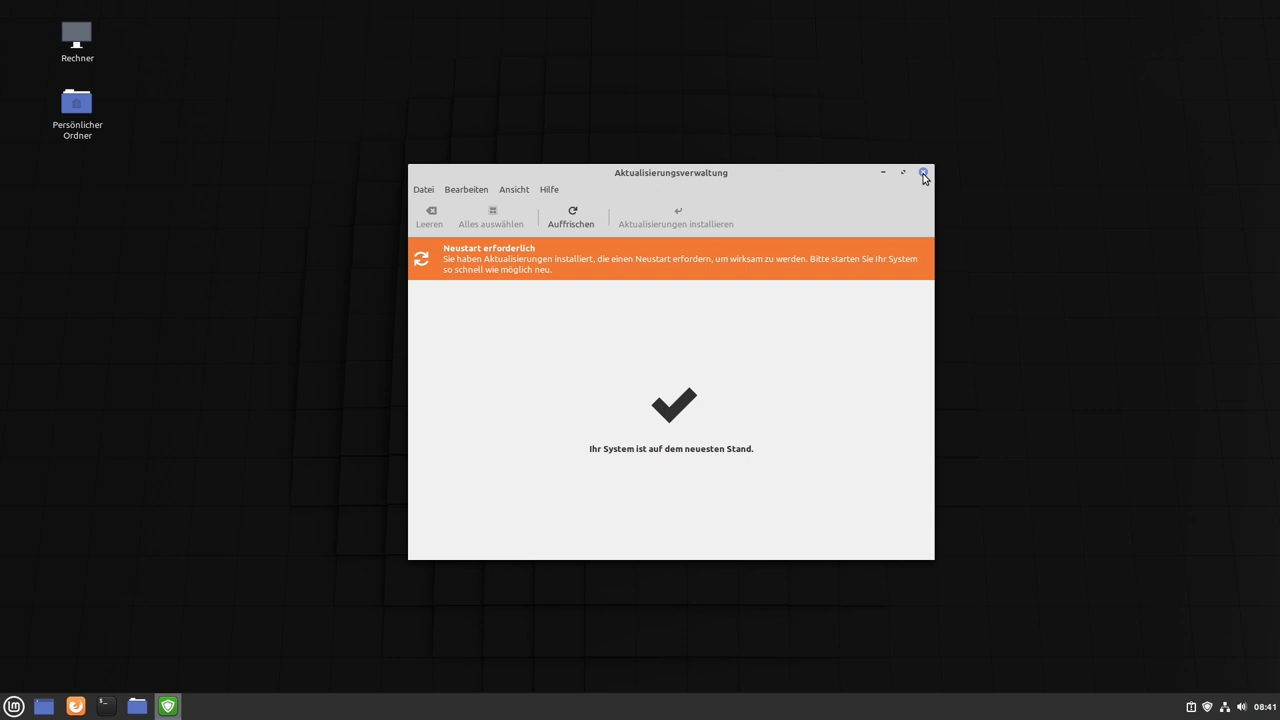 Rechner
Persönlicher
Ordner
Aktualisierungsverwaltung
Datei Bearbeiten Ansicht Hilfe
Leeren Alles auswählen Auffrischen Aktualisierungen installieren
Neustart erforderlich
Sie haben Aktualisierungen installiert, die einen Neustart erfordern, um wirksam zu werden. Bitte starten Sie Ihr System
so schnell wie möglich neu.
Ihr System ist auf dem neuesten Stand.
08:41